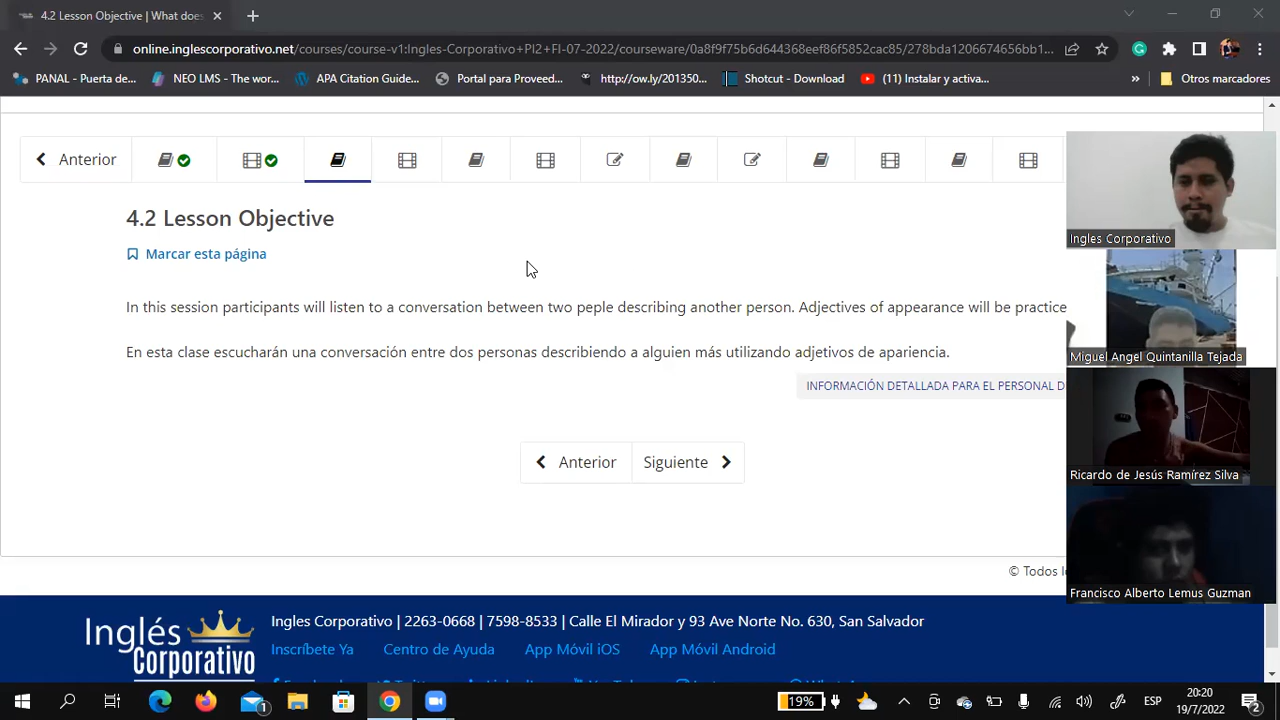 4.2 Lesson Objective | What does
online.inglescorporativo.net/courses/course-v1:Ingles-Corporativo+PI2+FI-07-2022/courseware/0a8f9f75b6d644368eef86f5852cac85/278bda1206674656bb1...
PANAL - Puerta de... NEO LMS - The wor... APA Citation Guide... Portal para Proveed... http://ow.ly/201350... Shotcut - Download (11) Instalar y activa... » Otros marcadores
Anterior
4.2 Lesson Objective
Marcar esta página
In this session participants will listen to a conversation between two peple describing another person. Adjectives of appearance will be practice
En esta clase escucharán una conversación entre dos personas describiendo a alguien más utilizando adjetivos de apariencia.
INFORMACIÓN DETALLADA PARA EL PERSONAL D
Anterior Siguiente
Ingles Corporativo
Miguel Angel Quintanilla Tejada
Ricardo de Jesús Ramírez Silva
Francisco Alberto Lemus Guzman
© Todos
Inglés Corporativo
Ingles Corporativo | 2263-0668 | 7598-8533 | Calle El Mirador y 93 Ave Norte No. 630, San Salvador
Inscríbete Ya Centro de Ayuda App Móvil iOS App Móvil Android
1 19% ESP 20:20
19/7/2022 2